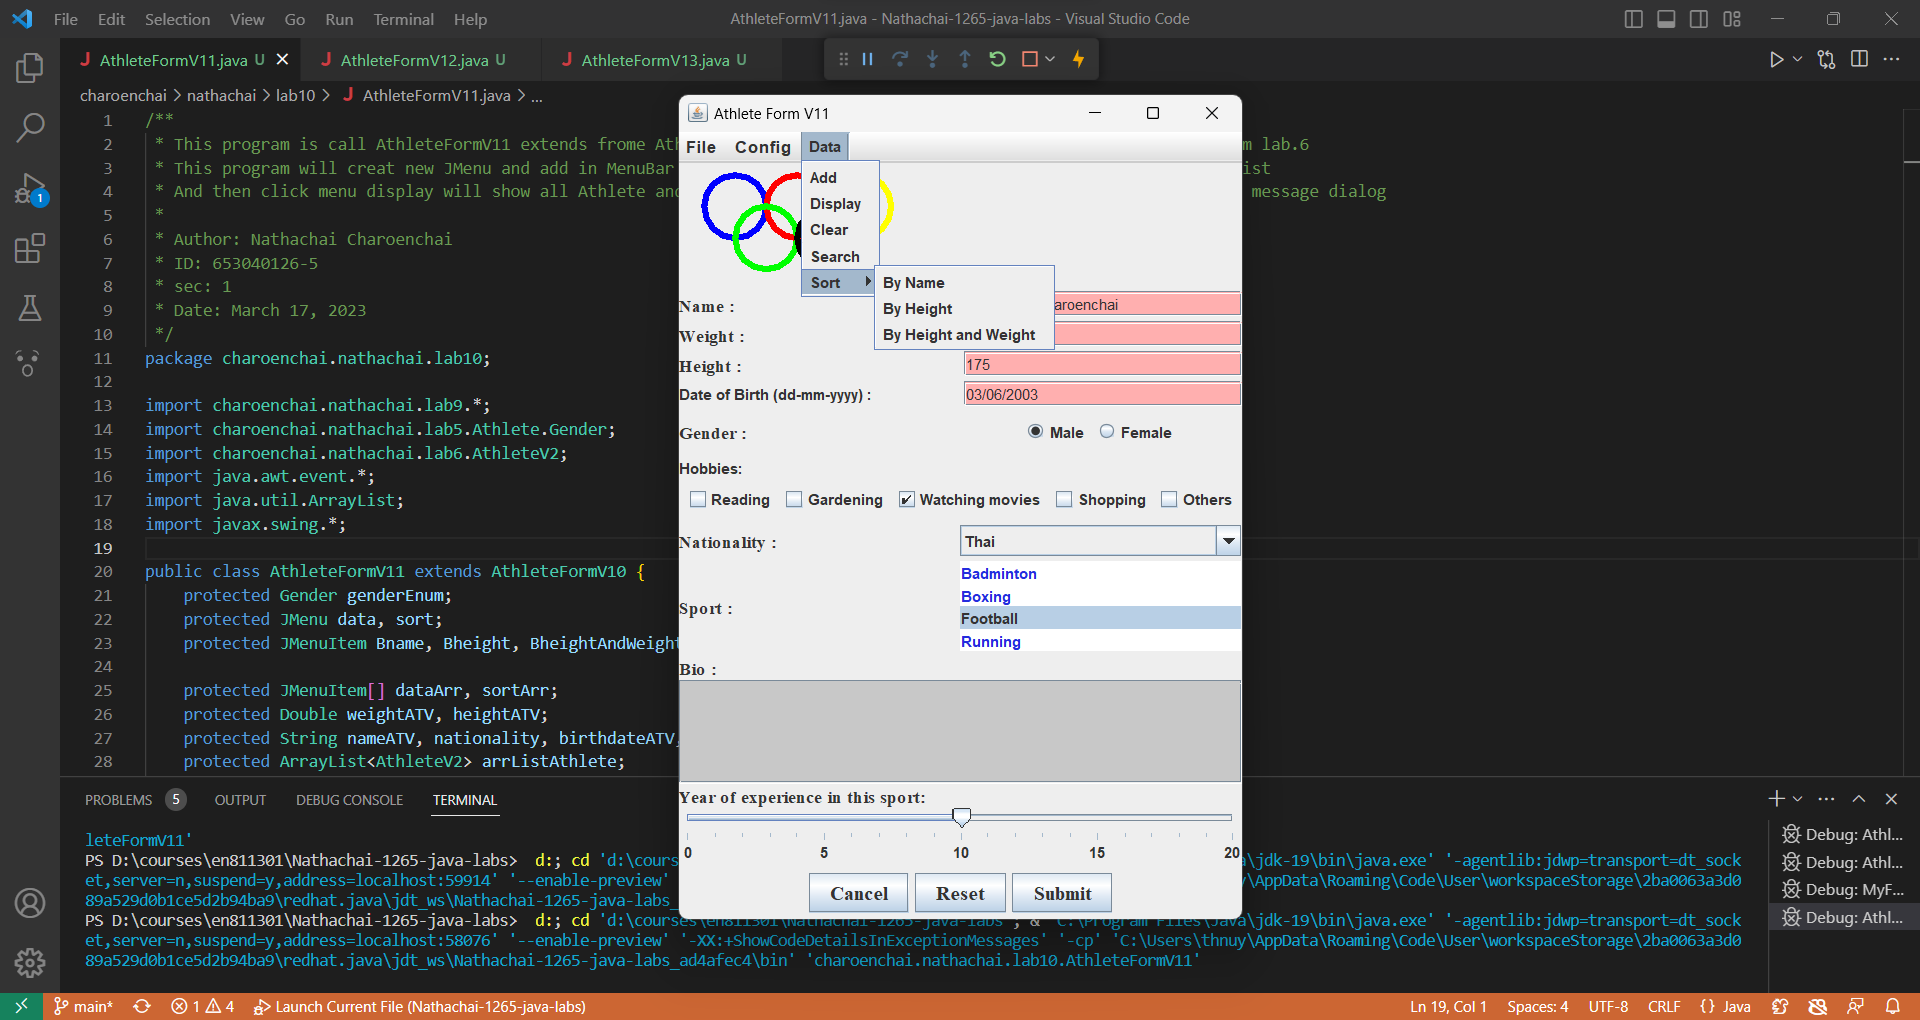 File Edit Selection View Go Run Terminal Help
AthleteFormV11.java - Nathachai-1265-java-labs - Visual Studio Code
J AthleteFormV11.java U
J AthleteFormV12.java U
J AthleteFormV13.java U
charoenchai > nathachai > lab10 > J AthleteFormV11.java > ...
1 /**
2 * This program is call AthleteFormV11 extends frome Ath m lab.6
3 * This program will creat new JMenu and add in MenuBar ist
4 * And then click menu display will show all Athlete and message dialog
5 *
6 * Author: Nathachai Charoenchai
7 * ID: 653040126-5
8 * sec: 1
9 * Date: March 17, 2023
10 */
11 package charoenchai.nathachai.lab10;
12
13 import charoenchai.nathachai.lab9.*;
14 import charoenchai.nathachai.lab5.Athlete.Gender;
15 import charoenchai.nathachai.lab6.AthleteV2;
16 import java.awt.event.*;
17 import java.util.ArrayList;
18 import javax.swing.*;
19
20 public class AthleteFormV11 extends AthleteFormV10 {
21 protected Gender genderEnum;
22 protected JMenu data, sort;
23 protected JMenuItem Bname, Bheight, BheightAndWeight
24
25 protected JMenuItem[] dataArr, sortArr;
26 protected Double weightATV, heightATV;
27 protected String nameATV, nationality, birthdateATV,
28 protected ArrayList<AthleteV2> arrListAthlete;
Athlete Form V11
File Config Data
Add
Display
Clear
Search
Sort
By Name
By Height
By Height and Weight
Name : aroenchai
Weight :
Height : 175
Date of Birth (dd-mm-yyyy) : 03/06/2003
Gender : Male Female
Hobbies:
Reading Gardening Watching movies Shopping Others
Nationality : Thai
Sport :
Badminton
Boxing
Football
Running
Bio :
Year of experience in this sport:
0 5 10 15 20
Cancel Reset Submit
PROBLEMS 5 OUTPUT DEBUG CONSOLE TERMINAL
leteFormV11'
PS D:\courses\en811301\Nathachai-1265-java-labs> d:; cd 'd:\cours a\jdk-19\bin\java.exe' '-agentlib:jdwp=transport=dt_sock
et,server=n,suspend=y,address=localhost:59914' '--enable-preview' y\AppData\Roaming\Code\User\workspaceStorage\2ba0063a3d0
89a529d0b1ce5d2b94ba9\redhat.java\jdt_ws\Nathachai-1265-java-labs_
PS D:\courses\en811301\Nathachai-1265-java-labs> d:; cd 'd:\courses\en811301\Nathachai-1265-java-labs'; & 'C:\Program Files\Java\jdk-19\bin\java.exe' '-agentlib:jdwp=transport=dt_sock
et,server=n,suspend=y,address=localhost:58076' '--enable-preview' '-XX:+ShowCodeDetailsInExceptionMessages' '-cp' 'C:\Users\thnuy\AppData\Roaming\Code\User\workspaceStorage\2ba0063a3d0
89a529d0b1ce5d2b94ba9\redhat.java\jdt_ws\Nathachai-1265-java-labs_ad4afec4\bin' 'charoenchai.nathachai.lab10.AthleteFormV11'
Debug: Athl...
Debug: Athl...
Debug: MyF...
Debug: Athl...
1
main* 1 4 Launch Current File (Nathachai-1265-java-labs)
Ln 19, Col 1 Spaces: 4 UTF-8 CRLF {} Java